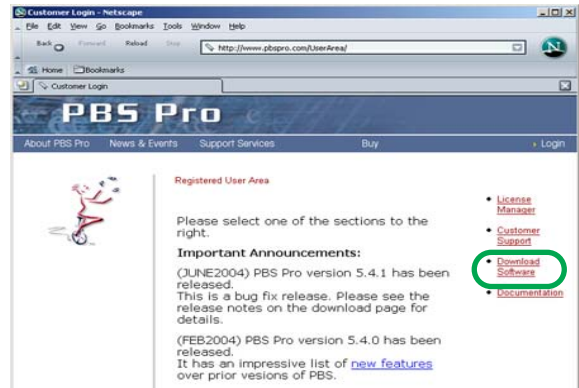 Customer Login - Netscape
File Edit View Go Bookmarks Tools Window Help
Back Forward Reload Stop http://www.pbspro.com/UserArea/ N
Home Bookmarks
Customer Login
PBS Pro
About PBS Pro News & Events Support Services Buy Login
Registered User Area
Please select one of the sections to the
right.
Important Announcements:
(JUNE2004) PBS Pro version 5.4.1 has been
released.
This is a bug fix release. Please see the
release notes on the download page for
details.
(FEB2004) PBS Pro version 5.4.0 has been
released.
It has an impressive list of new features
over prior vesions of PBS.
License
Manager
Customer
Support
Download
Software
Documentation